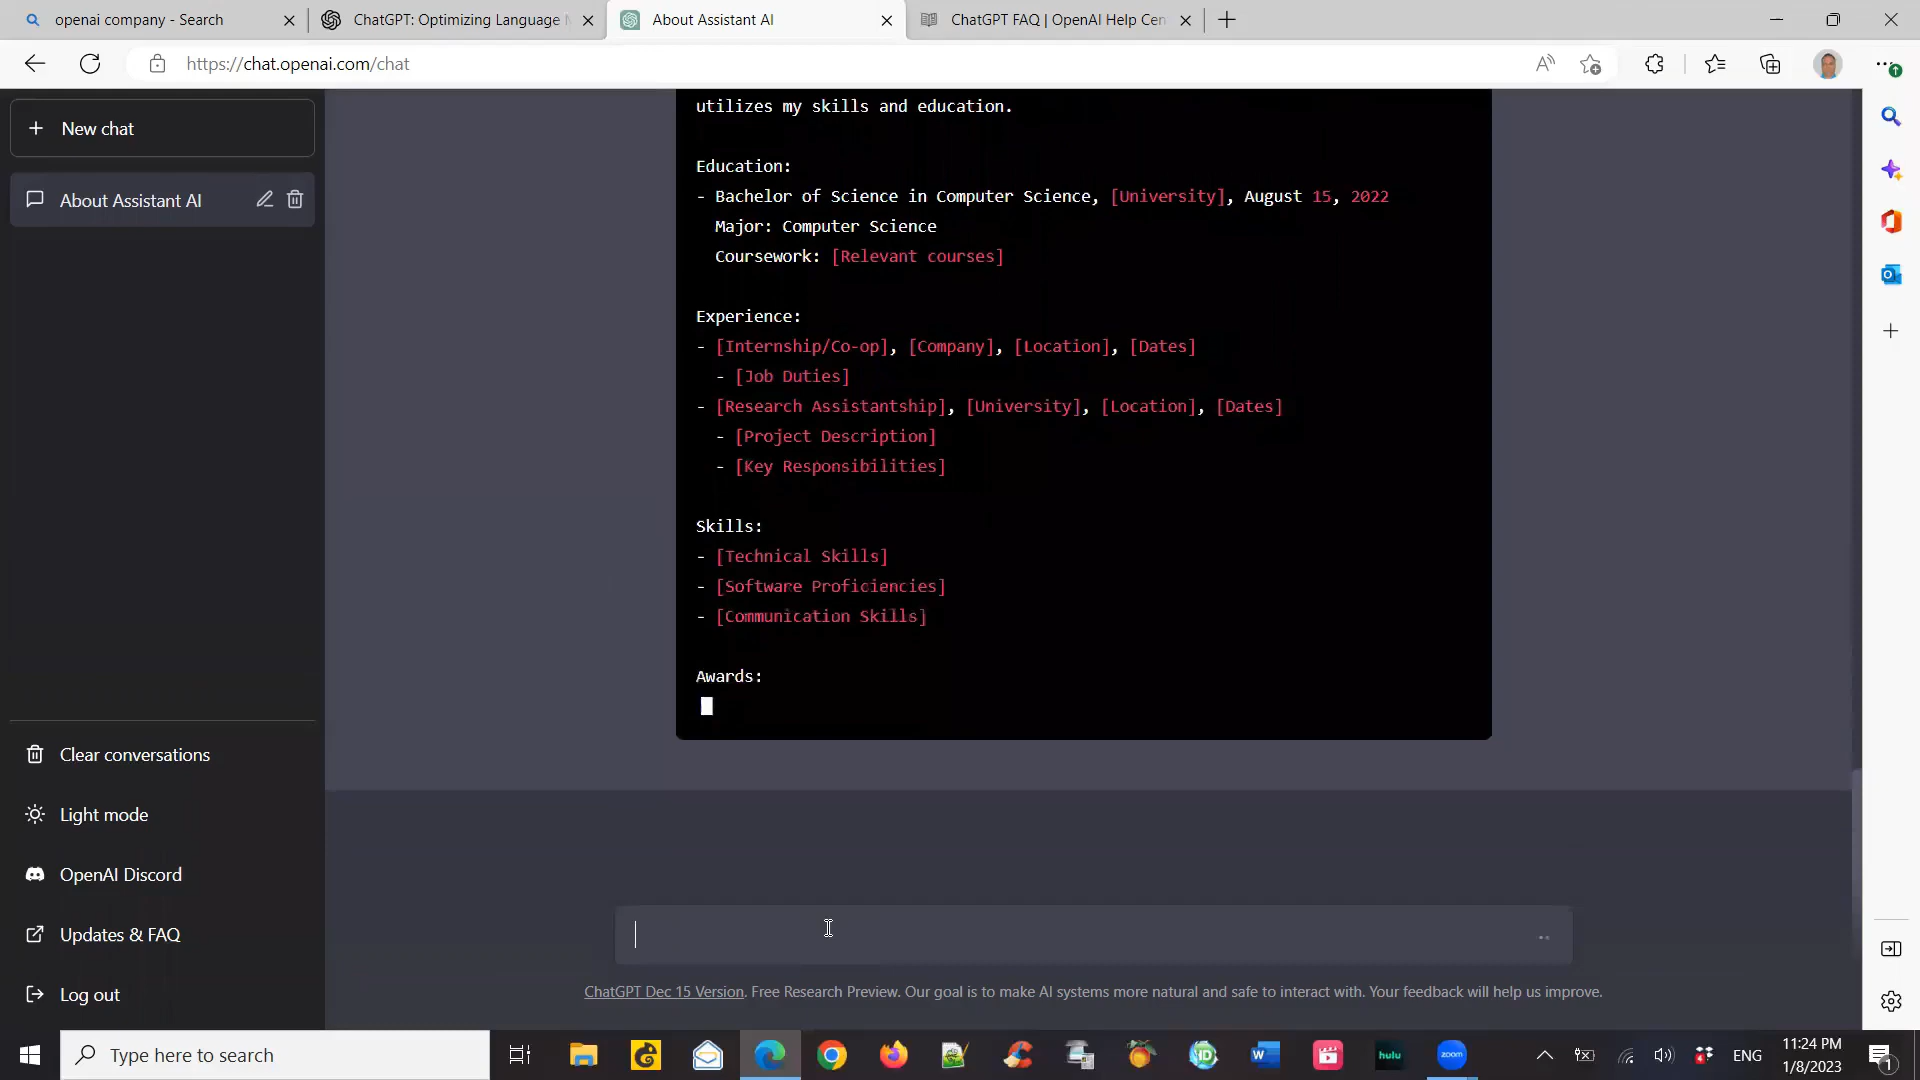 openai company - Search
ChatGPT: Optimizing Language
About Assistant AI
ChatGPT FAQ | OpenAI Help Cen
https://chat.openai.com/chat
New chat
About Assistant AI
Clear conversations
Light mode
OpenAI Discord
Updates & FAQ
Log out
utilizes my skills and education.
Education:
- Bachelor of Science in Computer Science, [University], August 15, 2022
Major: Computer Science
Coursework: [Relevant courses]
Experience:
- [Internship/Co-op], [Company], [Location], [Dates]
- [Job Duties]
- [Research Assistantship], [University], [Location], [Dates]
- [Project Description]
- [Key Responsibilities]
Skills:
- [Technical Skills]
- [Software Proficiencies]
- [Communication Skills]
Awards:
ChatGPT Dec 15 Version. Free Research Preview. Our goal is to make AI systems more natural and safe to interact with. Your feedback will help us improve.
Type here to search
hulu
zoom
ENG
11:24 PM
1/8/2023
1